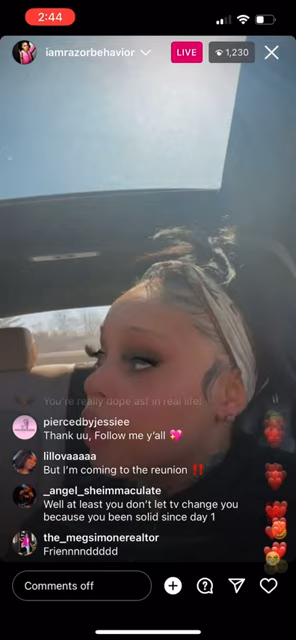 2:44
iamrazorbehavior
LIVE
1,230
You're really dope asf in real life!
piercedbyjessiee
Thank uu, Follow me y'all 💖
lillovaaaaa
But I'm coming to the reunion ‼️
_angel_sheimmaculate
Well at least you don't let tv change you
because you been solid since day 1
the_megsimonerealtor
Friennnnddddd
Comments off